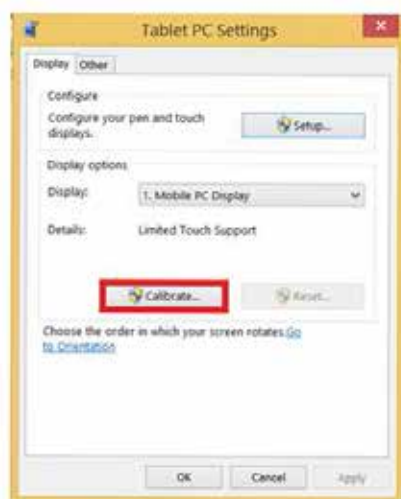 Tablet PC Settings
Display Other
Configure
Configure your pen and touch
displays.
Setup...
Display options
Display: 1. Mobile PC Display
Details: Limited Touch Support
Calibrate... Reset...
Choose the order in which your screen rotates.Go
to Orientation
OK Cancel Apply